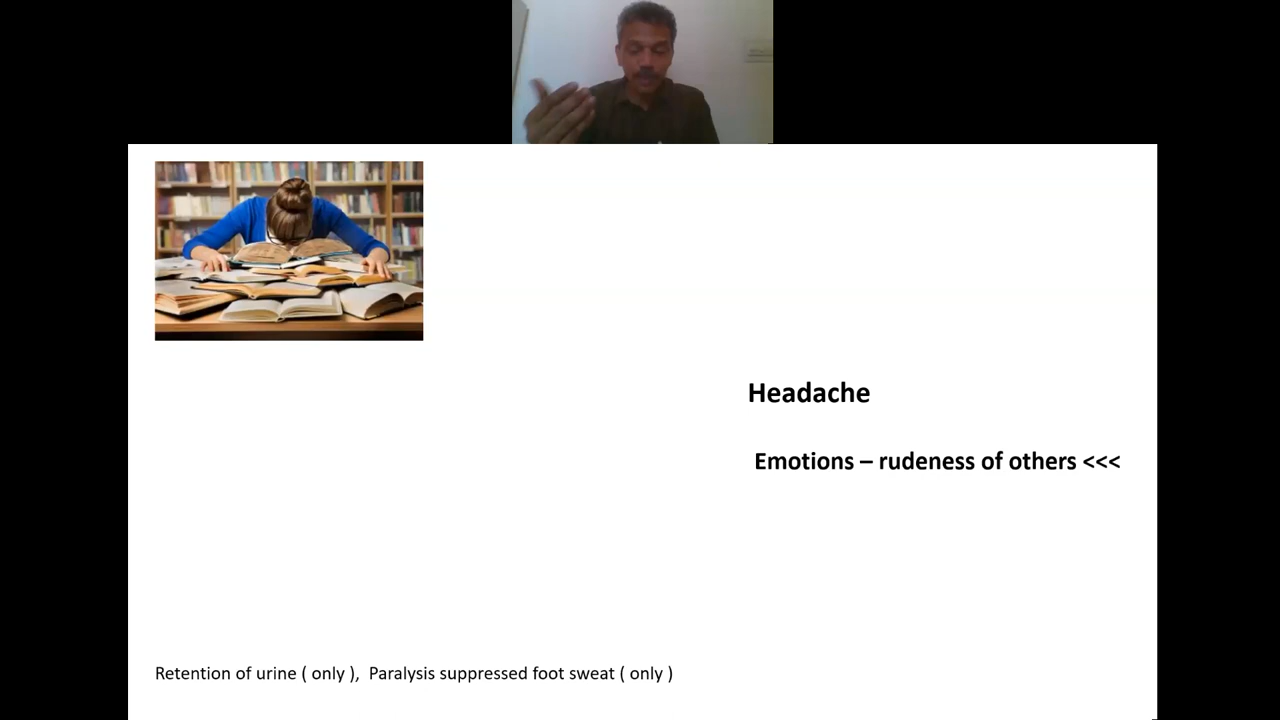 Headache
Emotions – rudeness of others <<<
Retention of urine ( only ),  Paralysis suppressed foot sweat ( only )